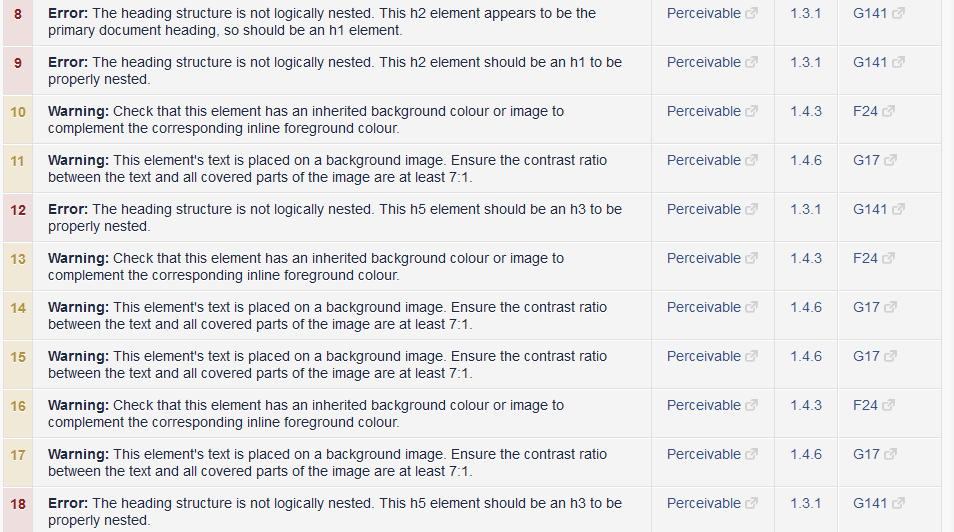 8 Error: The heading structure is not logically nested. This h2 element appears to be the Perceivable 1.3.1 G141
primary document heading, so should be an h1 element.
9 Error: The heading structure is not logically nested. This h2 element should be an h1 to be Perceivable 1.3.1 G141
properly nested.
10 Warning: Check that this element has an inherited background colour or image to Perceivable 1.4.3 F24
complement the corresponding inline foreground colour.
11 Warning: This element's text is placed on a background image. Ensure the contrast ratio Perceivable 1.4.6 G17
between the text and all covered parts of the image are at least 7:1.
12 Error: The heading structure is not logically nested. This h5 element should be an h3 to be Perceivable 1.3.1 G141
properly nested.
13 Warning: Check that this element has an inherited background colour or image to Perceivable 1.4.3 F24
complement the corresponding inline foreground colour.
14 Warning: This element's text is placed on a background image. Ensure the contrast ratio Perceivable 1.4.6 G17
between the text and all covered parts of the image are at least 7:1.
15 Warning: This element's text is placed on a background image. Ensure the contrast ratio Perceivable 1.4.6 G17
between the text and all covered parts of the image are at least 7:1.
16 Warning: Check that this element has an inherited background colour or image to Perceivable 1.4.3 F24
complement the corresponding inline foreground colour.
17 Warning: This element's text is placed on a background image. Ensure the contrast ratio Perceivable 1.4.6 G17
between the text and all covered parts of the image are at least 7:1.
18 Error: The heading structure is not logically nested. This h5 element should be an h3 to be Perceivable 1.3.1 G141
properly nested.